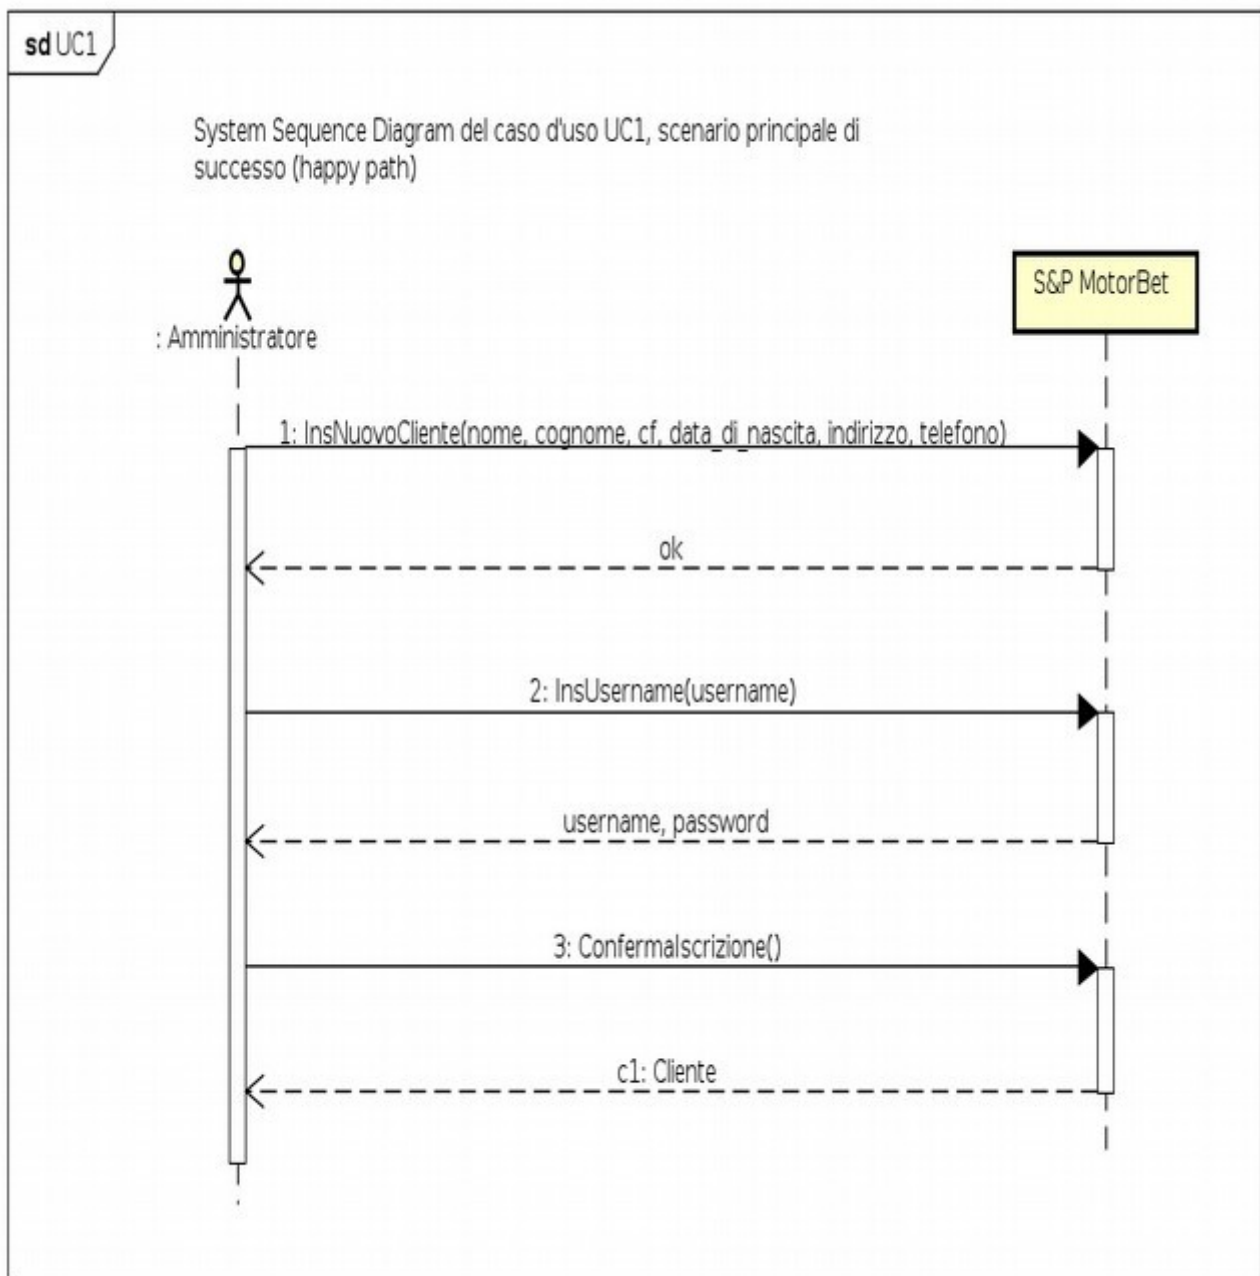 sd UC1
System Sequence Diagram del caso d'uso UC1, scenario principale di
successo (happy path)
S&P MotorBet
: Amministratore
1: InsNuovoCliente(nome, cognome, cf, data_di_nascita, indirizzo, telefono)
ok
2: InsUsername(username)
username, password
3: ConfermaIscrizione()
c1: Cliente